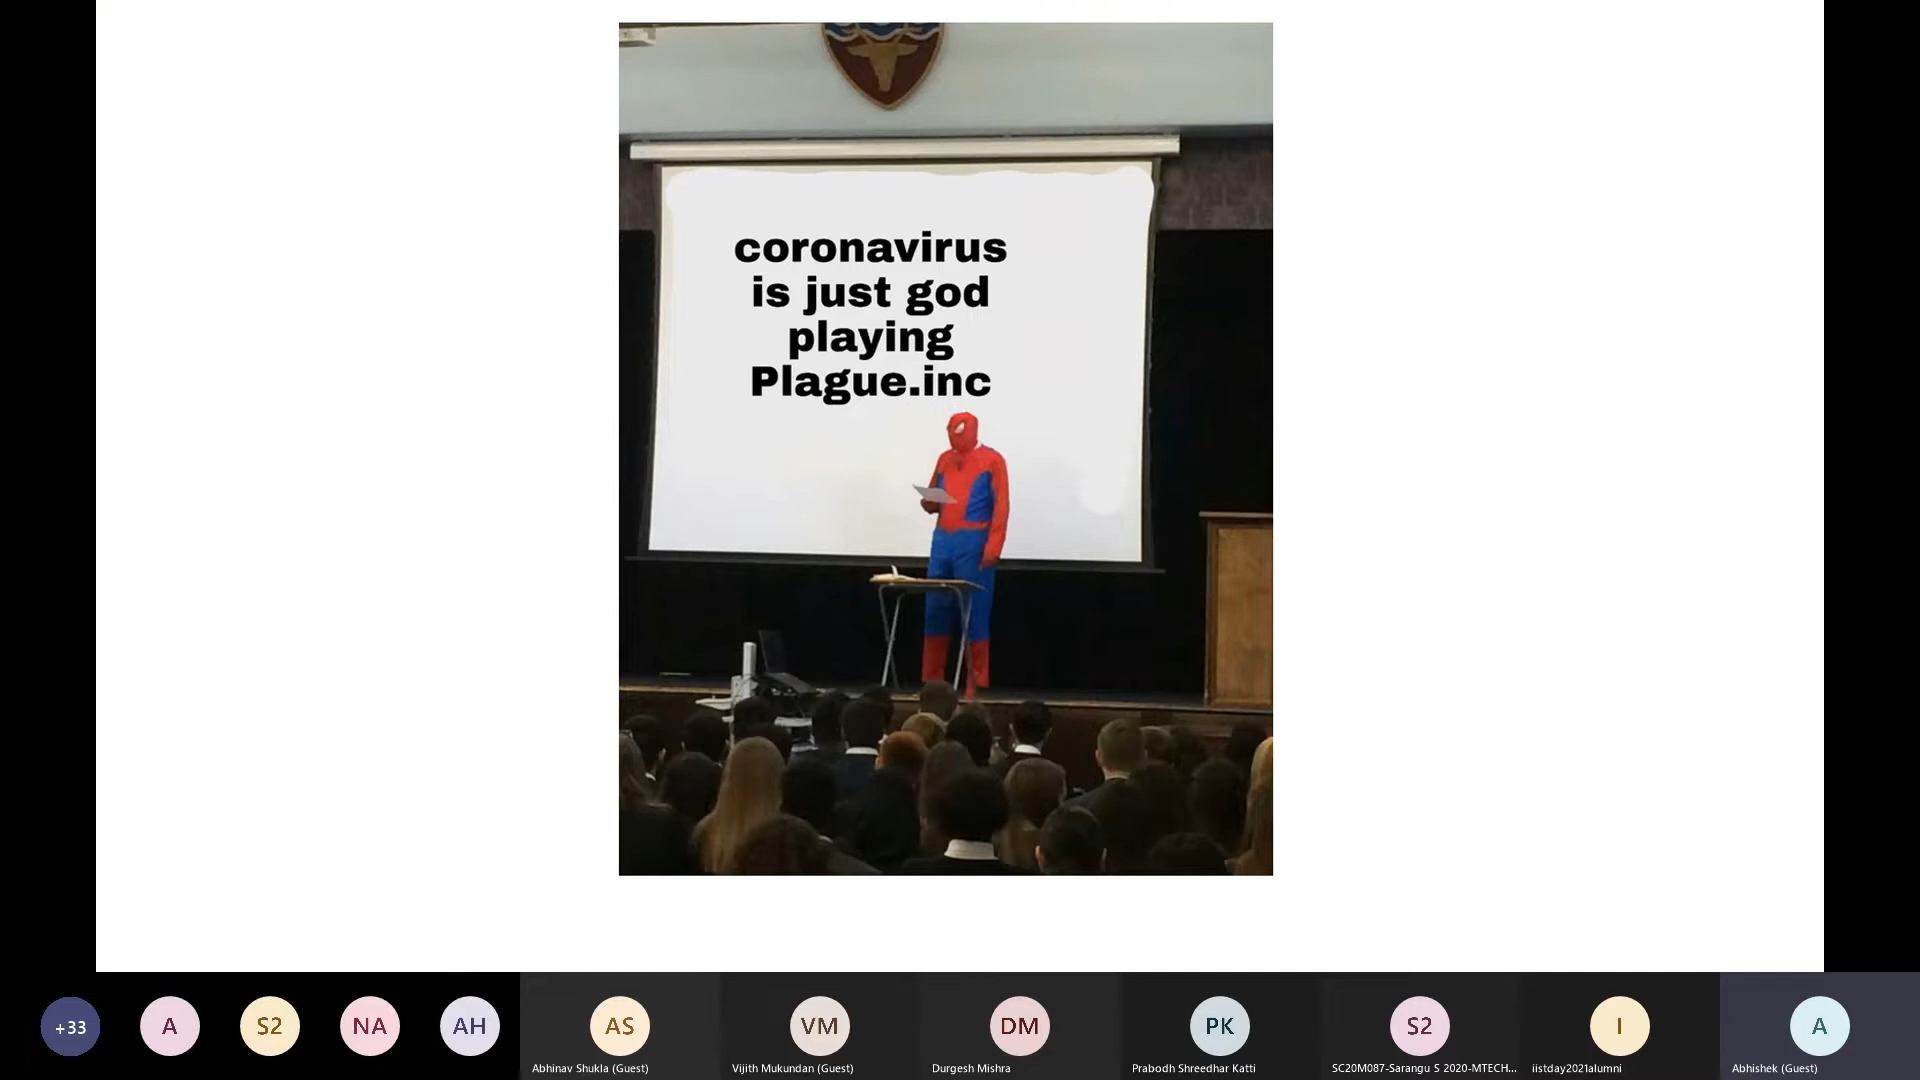 coronavirus
is just god
playing
Plague.inc
+33
A
S2
NA
AH
AS
VM
DM
PK
S2
I
A
Abhinav Shukla (Guest)
Vijith Mukundan (Guest)
Durgesh Mishra
Prabodh Shreedhar Katti
SC20M087-Sarangu S 2020-MTECH...
iistday2021alumni
Abhishek (Guest)